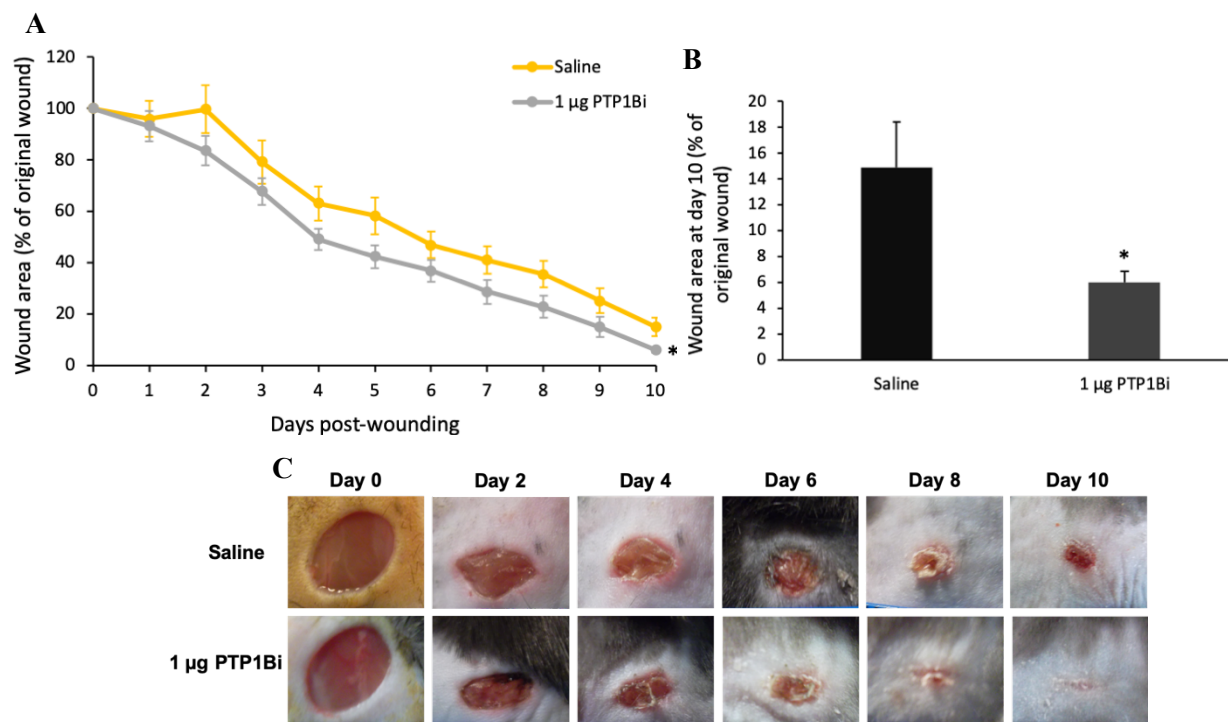 A
Wound area (% of original wound)
120
100
80
60
40
20
0
0 1 2 3 4 5 6 7 8 9 10
Days post-wounding
Saline
1 µg PTP1Bi
*
B
Wound area at day 10 (% of
original wound)
20
18
16
14
12
10
8
6
4
2
0
*
Saline 1 µg PTP1Bi
C
Day 0 Day 2 Day 4 Day 6 Day 8 Day 10
Saline
1 µg PTP1Bi